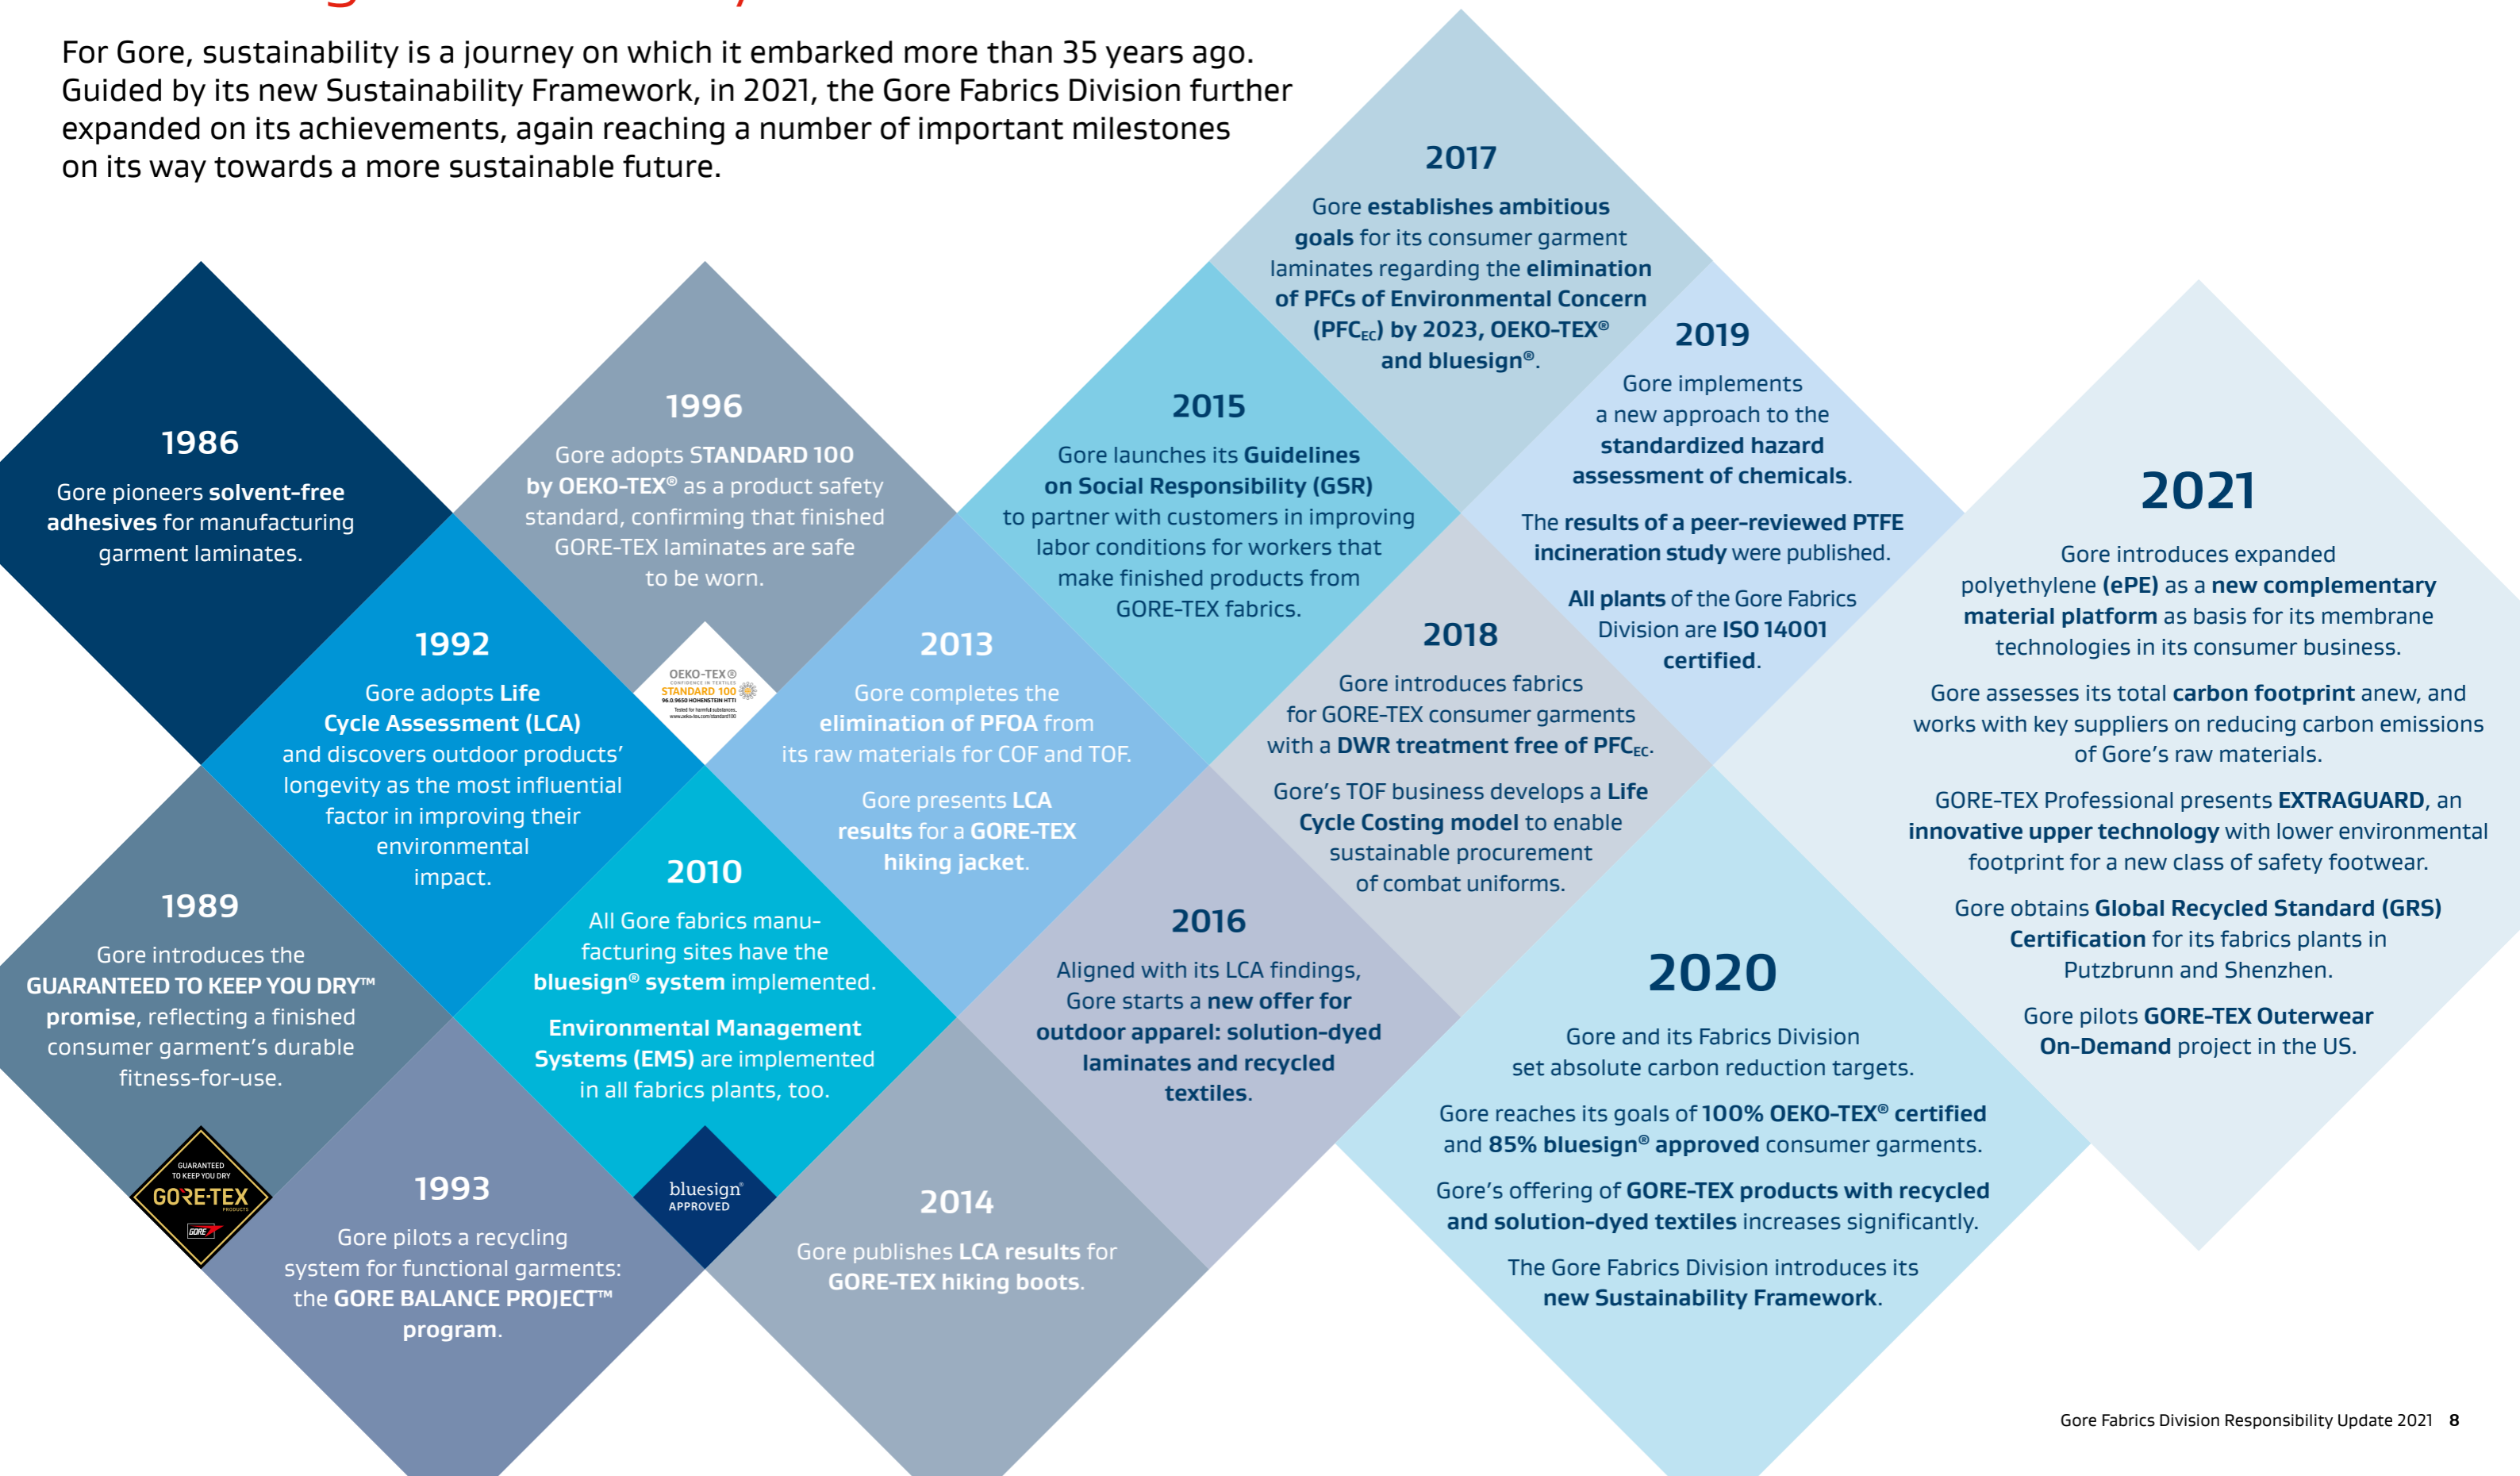 For Gore, sustainability is a journey on which it embarked more than 35 years ago.
Guided by its new Sustainability Framework, in 2021, the Gore Fabrics Division further
expanded on its achievements, again reaching a number of important milestones
on its way towards a more sustainable future.
1986
Gore pioneers solvent-free
adhesives for manufacturing
garment laminates.
1989
Gore introduces the
GUARANTEED TO KEEP YOU DRY™
promise, reflecting a finished
consumer garment's durable
fitness-for-use.
GUARANTEED
TO KEEP YOU DRY
GORE-TEX
PRODUCTS
GORE
1992
Gore adopts Life
Cycle Assessment (LCA)
and discovers outdoor products'
longevity as the most influential
factor in improving their
environmental
impact.
1993
Gore pilots a recycling
system for functional garments:
the GORE BALANCE PROJECT™
program.
1996
Gore adopts STANDARD 100
by OEKO-TEX® as a product safety
standard, confirming that finished
GORE-TEX laminates are safe
to be worn.
OEKO-TEX®
CONFIDENCE IN TEXTILES
STANDARD 100
96.0.9650 HOHENSTEIN HTTI
Tested for harmful substances.
www.oeko-tex.com/standard100
2010
All Gore fabrics manu-
facturing sites have the
bluesign® system implemented.
Environmental Management
Systems (EMS) are implemented
in all fabrics plants, too.
bluesign®
APPROVED
2013
Gore completes the
elimination of PFOA from
its raw materials for COF and TOF.
Gore presents LCA
results for a GORE-TEX
hiking jacket.
2014
Gore publishes LCA results for
GORE-TEX hiking boots.
2015
Gore launches its Guidelines
on Social Responsibility (GSR)
to partner with customers in improving
labor conditions for workers that
make finished products from
GORE-TEX fabrics.
2016
Aligned with its LCA findings,
Gore starts a new offer for
outdoor apparel: solution-dyed
laminates and recycled
textiles.
2017
Gore establishes ambitious
goals for its consumer garment
laminates regarding the elimination
of PFCs of Environmental Concern
(PFCEC) by 2023, OEKO-TEX®
and bluesign®.
2018
Gore introduces fabrics
for GORE-TEX consumer garments
with a DWR treatment free of PFCEC.
Gore's TOF business develops a Life
Cycle Costing model to enable
sustainable procurement
of combat uniforms.
2019
Gore implements
a new approach to the
standardized hazard
assessment of chemicals.
The results of a peer-reviewed PTFE
incineration study were published.
All plants of the Gore Fabrics
Division are ISO 14001
certified.
2020
Gore and its Fabrics Division
set absolute carbon reduction targets.
Gore reaches its goals of 100% OEKO-TEX® certified
and 85% bluesign® approved consumer garments.
Gore's offering of GORE-TEX products with recycled
and solution-dyed textiles increases significantly.
The Gore Fabrics Division introduces its
new Sustainability Framework.
2021
Gore introduces expanded
polyethylene (ePE) as a new complementary
material platform as basis for its membrane
technologies in its consumer business.
Gore assesses its total carbon footprint anew, and
works with key suppliers on reducing carbon emissions
of Gore's raw materials.
GORE-TEX Professional presents EXTRAGUARD, an
innovative upper technology with lower environmental
footprint for a new class of safety footwear.
Gore obtains Global Recycled Standard (GRS)
Certification for its fabrics plants in
Putzbrunn and Shenzhen.
Gore pilots GORE-TEX Outerwear
On-Demand project in the US.
Gore Fabrics Division Responsibility Update 2021 8